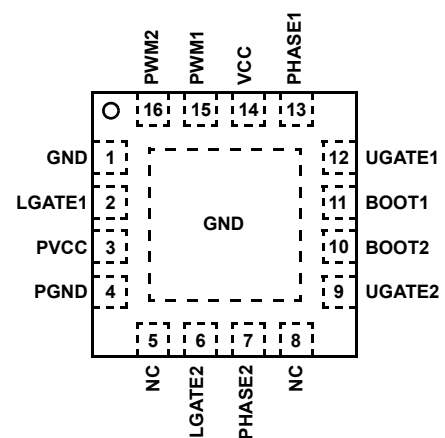 PWM2 PWM1 VCC PHASE1
16 15 14 13
GND 1 12 UGATE1
LGATE1 2 11 BOOT1
GND
PVCC 3 10 BOOT2
PGND 4 9 UGATE2
5 6 7 8
NC LGATE2 PHASE2 NC